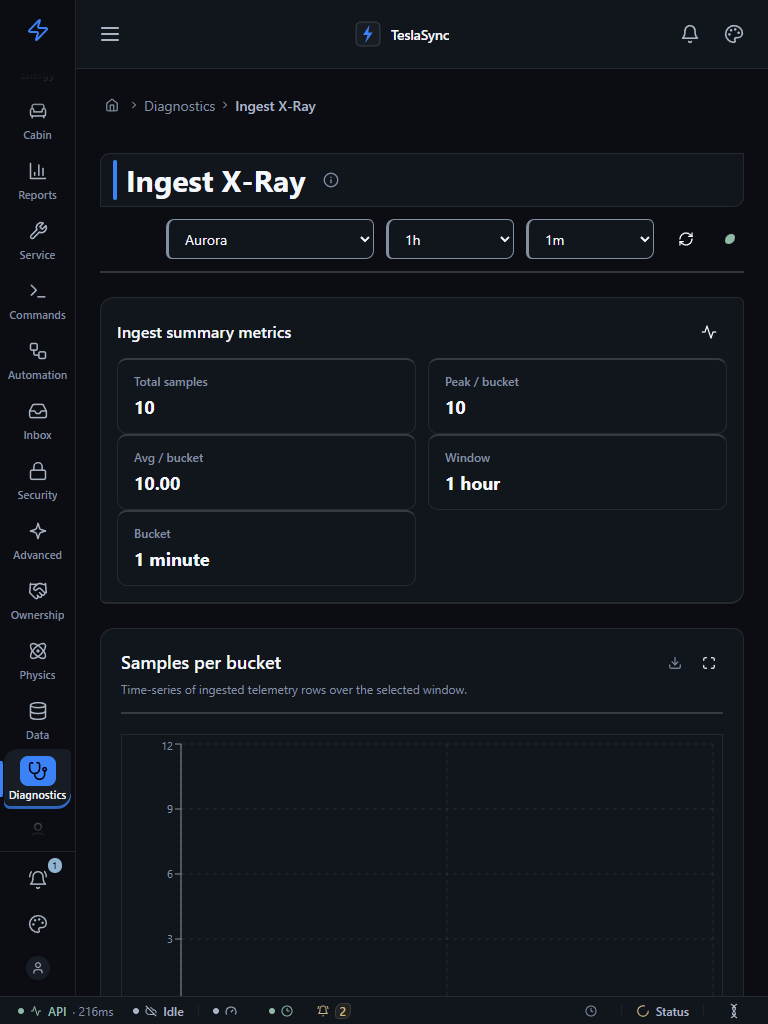 TeslaSync
Energy
Diagnostics
Ingest X-Ray
Cabin
Reports
Service
Commands
Automation
Inbox
Security
Advanced
Ownership
Physics
Data
Diagnostics
1
Ingest X-Ray
Aurora
1h
1m
Ingest summary metrics
Total samples
10
Peak / bucket
10
Avg / bucket
10.00
Window
1 hour
Bucket
1 minute
Samples per bucket
Time-series of ingested telemetry rows over the selected window.
12
9
6
3
API · 216ms
Idle
2
Status